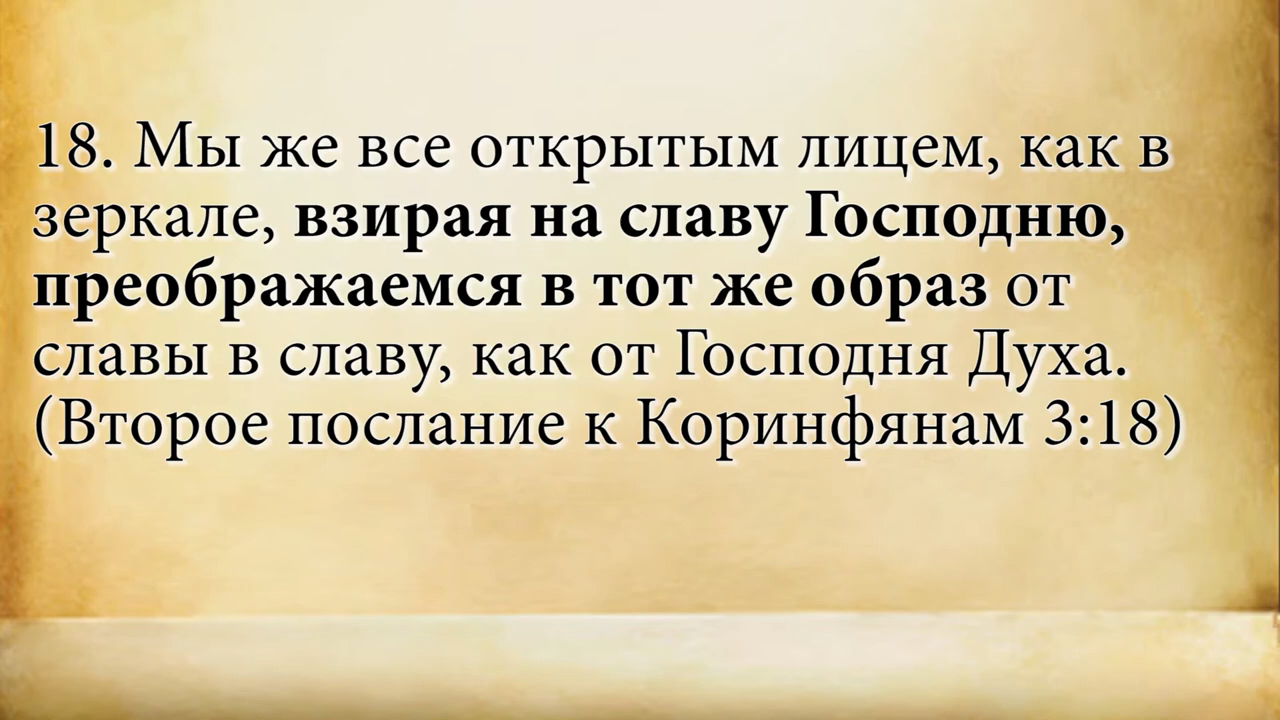 18. Мы же все открытым лицем, как в
зеркале, взирая на славу Господню,
преображаемся в тот же образ от
славы в славу, как от Господня Духа.
(Второе послание к Коринфянам 3:18)